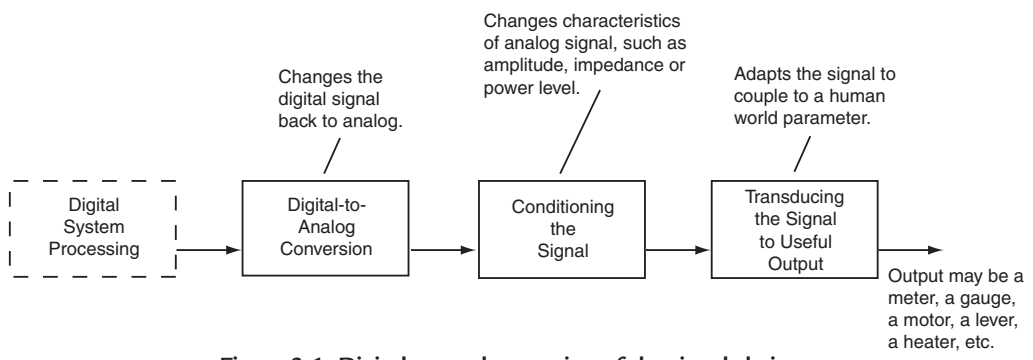 Changes characteristics
of analog signal, such as
amplitude, impedance or
power level.
Changes the
digital signal
back to analog.
Adapts the signal to
couple to a human
world parameter.
Digital
System
Processing
Digital-to-
Analog
Conversion
Conditioning
the
Signal
Transducing
the Signal
to Useful
Output
Output may be a
meter, a gauge,
a motor, a lever,
a heater, etc.